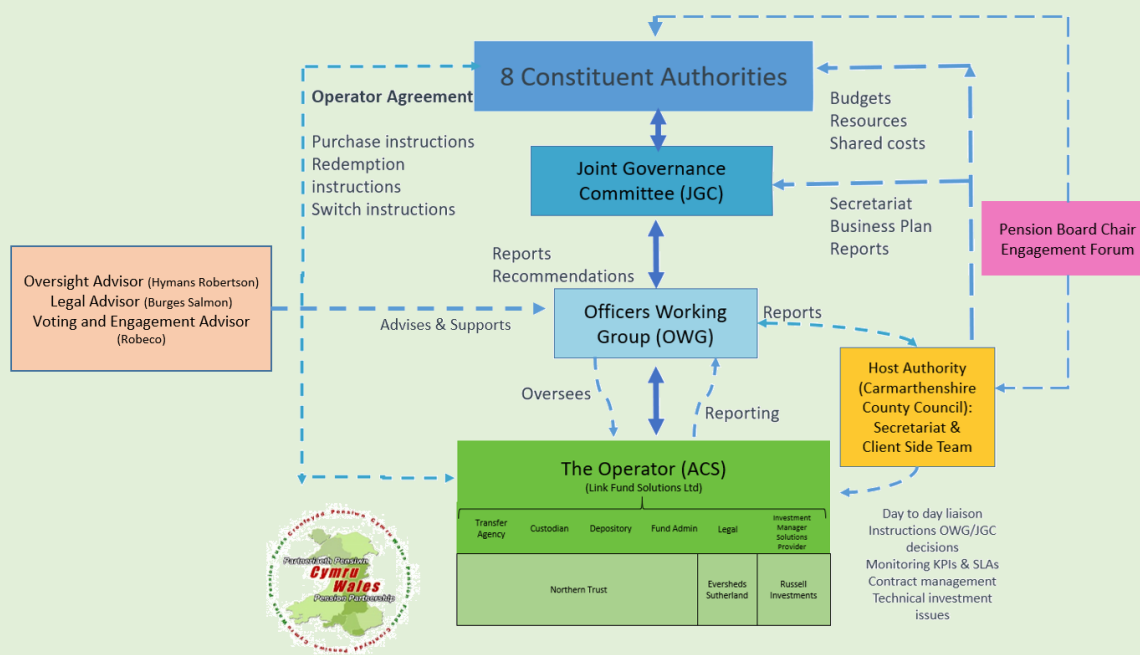 8 Constituent Authorities
Operator Agreement
Purchase instructions
Redemption
instructions
Switch instructions
Budgets
Resources
Shared costs
Joint Governance
Committee (JGC)
Secretariat
Business Plan
Reports
Pension Board Chair
Engagement Forum
Oversight Advisor (Hymans Robertson)
Legal Advisor (Burges Salmon)
Voting and Engagement Advisor
(Robeco)
Advises & Supports
Reports
Recommendations
Officers Working
Group (OWG)
Reports
Host Authority
(Carmarthenshire
County Council):
Secretariat &
Client Side Team
Oversees
Reporting
The Operator (ACS)
(Link Fund Solutions Ltd)
Transfer
Agency
Custodian
Depository
Fund Admin
Legal
Investment
Manager
Solutions
Provider
Northern Trust
Eversheds
Sutherland
Russell
Investments
Day to day liaison
Instructions OWG/JGC
decisions
Monitoring KPIs & SLAs
Contract management
Technical investment
issues
Partneriaeth Pensiwn
Cymru
Wales
Pension Partnership